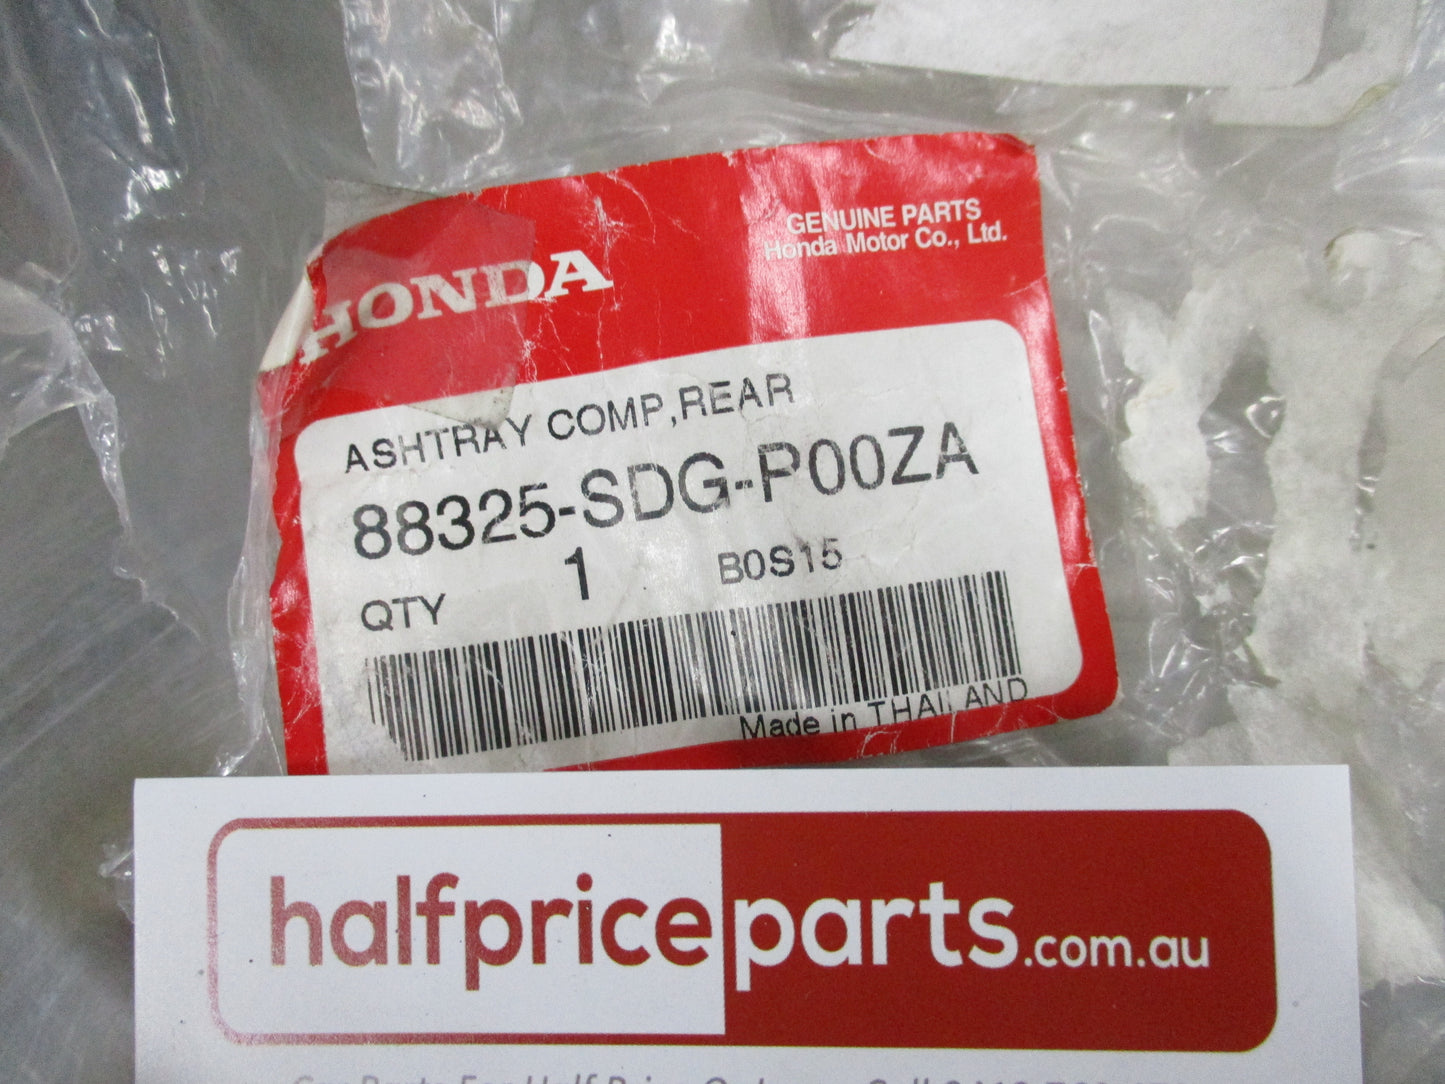 HONDA
GENUINE PARTS
Honda Motor Co., Ltd.
ASHTRAY COMP,REAR
88325-SDG-P00ZA
QTY 1 B0S15
Made in THAILAND
halfpriceparts.com.au